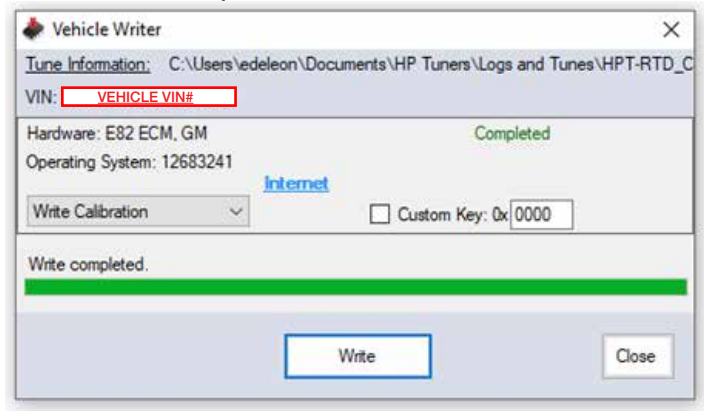 Vehicle Writer
Tune Information: C:\Users\edeleon\Documents\HP Tuners\Logs and Tunes\HPT-RTD_C
VIN: VEHICLE VIN#
Hardware: E82 ECM, GM Completed
Operating System: 12683241
Internet
Write Calibration Custom Key: 0x 0000
Write completed.
Write Close